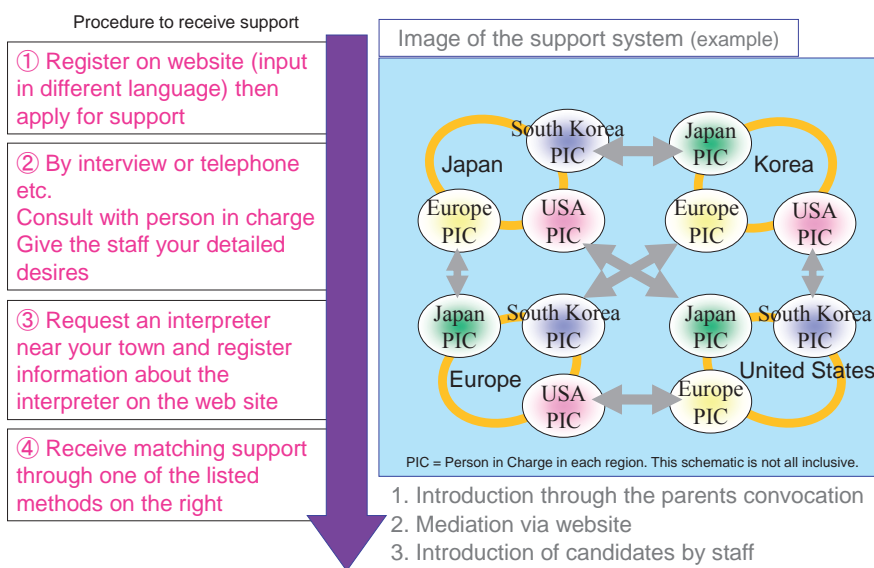 Procedure to receive support
① Register on website (input
in different language) then
apply for support
② By interview or telephone
etc.
Consult with person in charge
Give the staff your detailed
desires
③ Request an interpreter
near your town and register
information about the
interpreter on the web site
④ Receive matching support
through one of the listed
methods on the right
Image of the support system (example)
South Korea
PIC
Japan
PIC
Japan
Korea
Europe
PIC
USA
PIC
Europe
PIC
USA
PIC
Japan
PIC
South Korea
PIC
Japan
PIC
South Korea
PIC
Europe
United States
USA
PIC
Europe
PIC
PIC = Person in Charge in each region. This schematic is not all inclusive.
1. Introduction through the parents convocation
2. Mediation via website
3. Introduction of candidates by staff